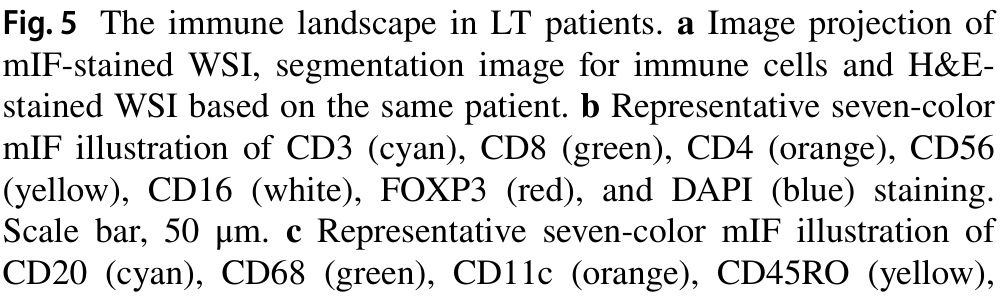 Fig. 5 The immune landscape in LT patients. a Image projection of
mIF-stained WSI, segmentation image for immune cells and H&E-
stained WSI based on the same patient. b Representative seven-color
mIF illustration of CD3 (cyan), CD8 (green), CD4 (orange), CD56
(yellow), CD16 (white), FOXP3 (red), and DAPI (blue) staining.
Scale bar, 50 μm. c Representative seven-color mIF illustration of
CD20 (cyan), CD68 (green), CD11c (orange), CD45RO (yellow),